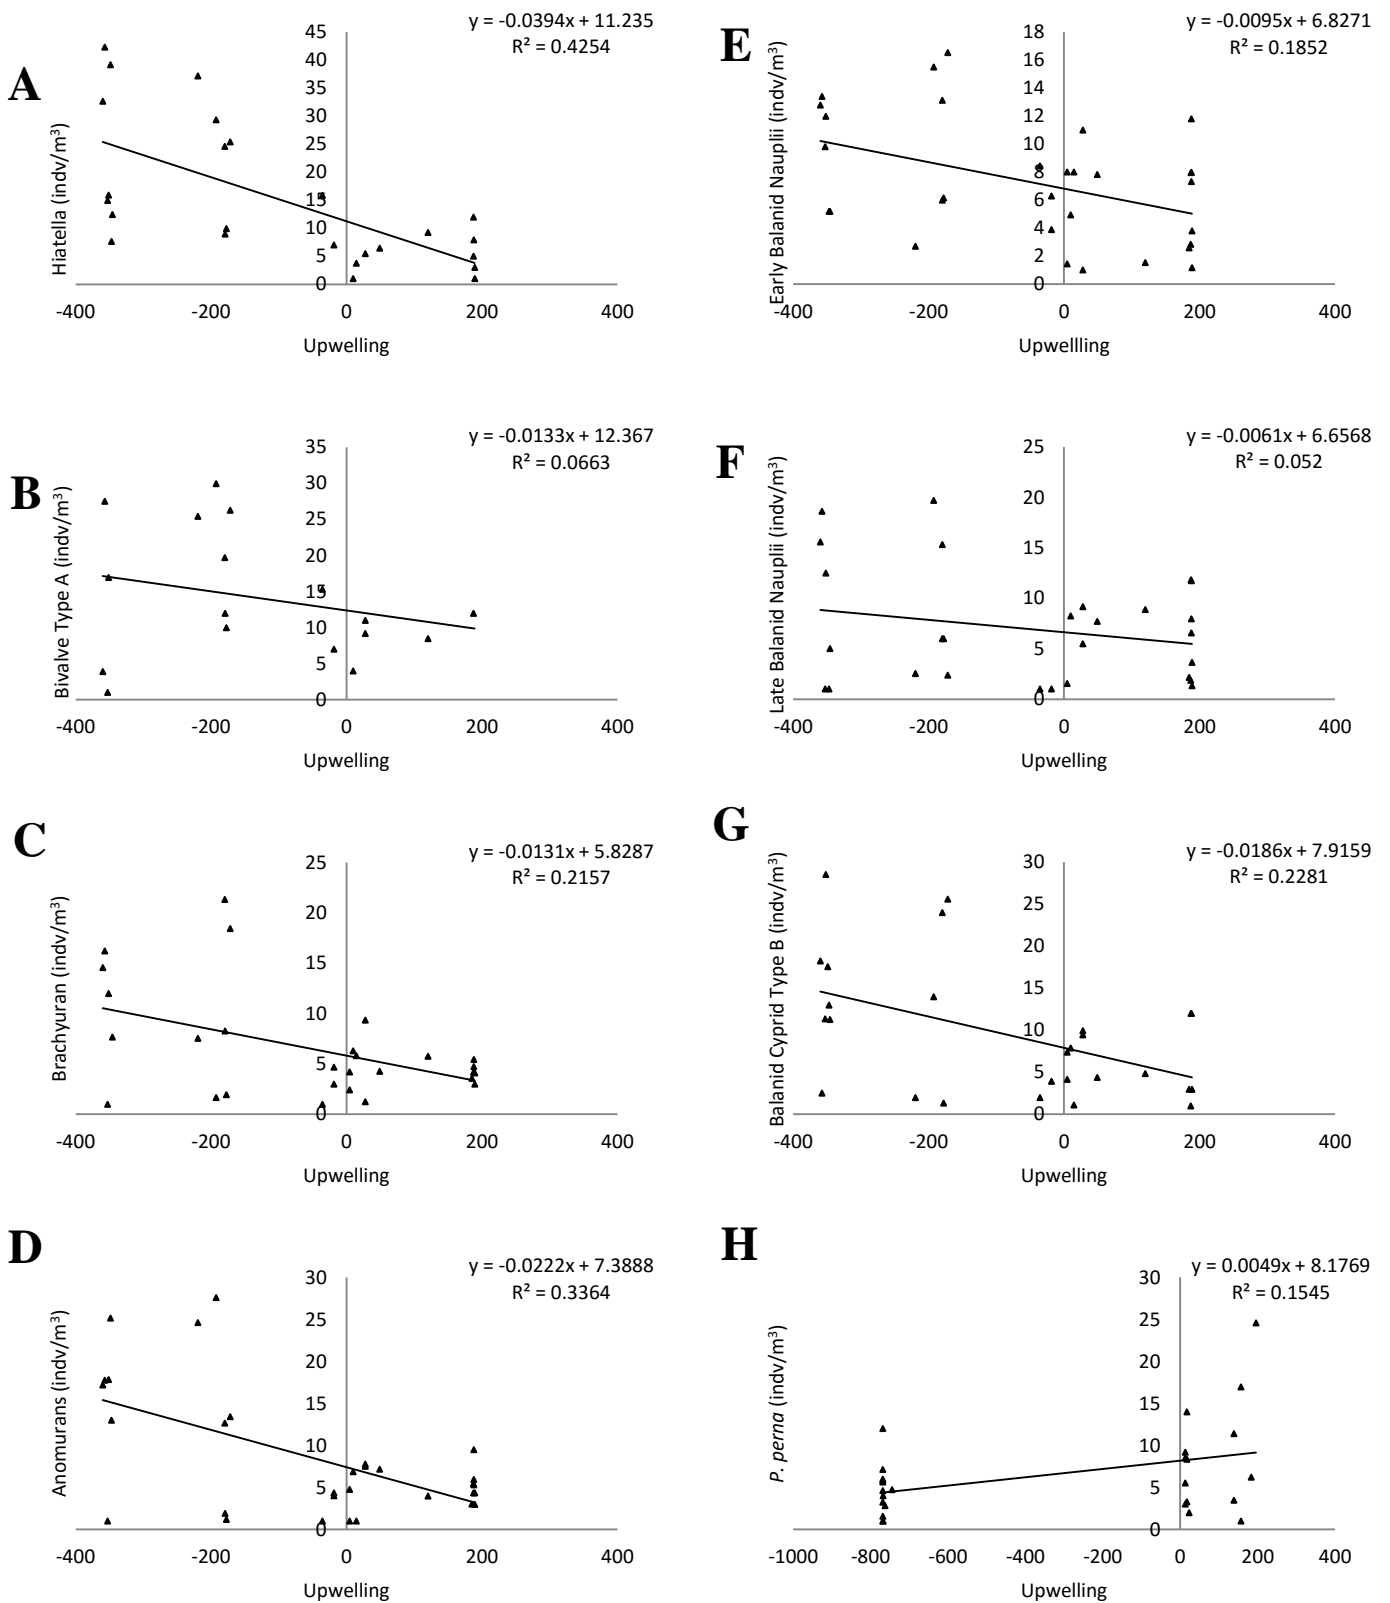 A
y = -0.0394x + 11.235
R² = 0.4254
Hiatella (indv/m³)
45
40
35
30
25
20
15
10
5
0
-400 -200 0 200 400
Upwelling
E
y = -0.0095x + 6.8271
R² = 0.1852
Early Balanid Nauplii (indv/m³)
18
16
14
12
10
8
6
4
2
0
-400 -200 0 200 400
Upwellling
B
y = -0.0133x + 12.367
R² = 0.0663
Bivalve Type A (indv/m³)
35
30
25
20
15
10
5
0
-400 -200 0 200 400
Upwelling
F
y = -0.0061x + 6.6568
R² = 0.052
Late Balanid Nauplii (indv/m³)
25
20
15
10
5
0
-400 -200 0 200 400
Upwelling
C
y = -0.0131x + 5.8287
R² = 0.2157
Brachyuran (indv/m³)
25
20
15
10
5
0
-400 -200 0 200 400
Upwelling
G
y = -0.0186x + 7.9159
R² = 0.2281
Balanid Cyprid Type B (indv/m³)
30
25
20
15
10
5
0
-400 -200 0 200 400
Upwelling
D
y = -0.0222x + 7.3888
R² = 0.3364
Anomurans (indv/m³)
30
25
20
15
10
5
0
-400 -200 0 200 400
Upwelling
H
y = 0.0049x + 8.1769
R² = 0.1545
P. perna (indv/m³)
30
25
20
15
10
5
0
-1000 -800 -600 -400 -200 0 200 400
Upwelling